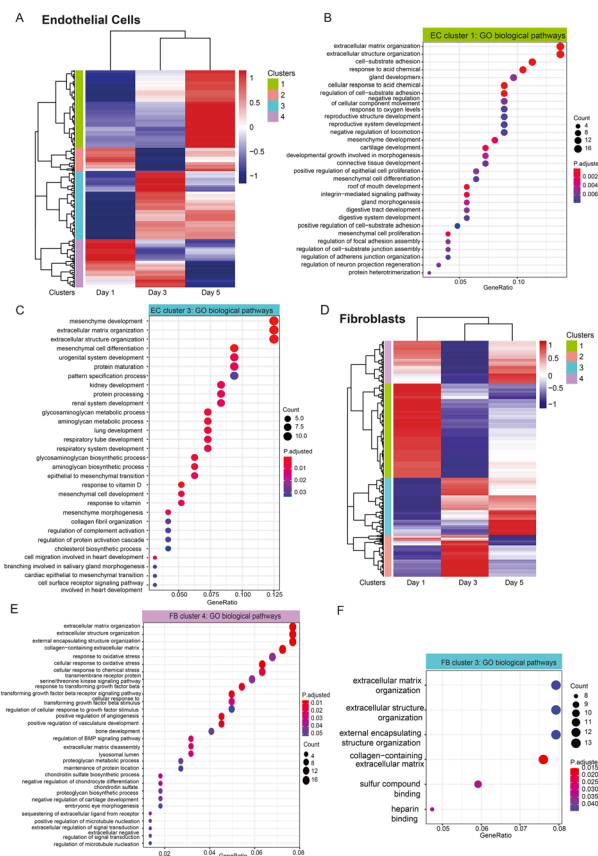 A
Endothelial Cells
1
0.5
0
−0.5
−1
Clusters
1
2
3
4
Clusters
Day 1
Day 3
Day 5
B
EC cluster 1: GO biological pathways
extracellular matrix organization
extracellular structure organization
cell−substrate adhesion
response to acid chemical
gland development
cellular response to acid chemical
regulation of cell−substrate adhesion
negative regulation
of cellular component movement
response to oxygen levels
reproductive structure development
reproductive system development
negative regulation of locomotion
mesenchyme development
cartilage development
developmental growth involved in morphogenesis
connective tissue development
positive regulation of epithelial cell proliferation
mesenchymal cell differentiation
roof of mouth development
integrin−mediated signaling pathway
gland morphogenesis
digestive tract development
digestive system development
positive regulation of cell−substrate adhesion
mesenchymal cell proliferation
regulation of focal adhesion assembly
regulation of cell−substrate junction assembly
regulation of adherens junction organization
regulation of neuron projection regeneration
protein heterotrimerization
0.05
0.10
GeneRatio
Count
4
8
12
16
P.adjusted
0.002
0.004
0.006
C
EC cluster 3: GO biological pathways
mesenchyme development
extracellular matrix organization
extracellular structure organization
mesenchymal cell differentiation
urogenital system development
protein maturation
pattern specification process
kidney development
protein processing
renal system development
glycosaminoglycan metabolic process
aminoglycan metabolic process
lung development
respiratory tube development
respiratory system development
glycosaminoglycan biosynthetic process
aminoglycan biosynthetic process
epithelial to mesenchymal transition
response to vitamin D
mesenchymal cell development
response to vitamin
mesenchyme morphogenesis
collagen fibril organization
regulation of complement activation
regulation of protein activation cascade
cholesterol biosynthetic process
cell migration involved in heart development
branching involved in salivary gland morphogenesis
cardiac epithelial to mesenchymal transition
cell surface receptor signaling pathway
involved in heart development
0.050
0.075
0.100
0.125
GeneRatio
Count
5.0
7.5
10.0
P.adjusted
0.01
0.02
0.03
D
Fibroblasts
1
0.5
0
−0.5
−1
Clusters
1
2
3
4
Clusters
Day 1
Day 3
Day 5
E
FB cluster 4: GO biological pathways
extracellular matrix organization
extracellular structure organization
external encapsulating structure organization
collagen−containing extracellular matrix
response to oxidative stress
cellular response to oxidative stress
cellular response to chemical stress
transmembrane receptor protein
serine/threonine kinase signaling pathway
response to transforming growth factor beta
transforming growth factor beta receptor signaling pathway
cellular response to
transforming growth factor beta stimulus
regulation of cellular response to growth factor stimulus
positive regulation of angiogenesis
positive regulation of vasculature development
bone development
regulation of BMP signaling pathway
extracellular matrix disassembly
lysosomal lumen
proteoglycan metabolic process
maintenance of protein location
chondroitin sulfate biosynthetic process
negative regulation of chondrocyte differentiation
chondroitin sulfate
proteoglycan biosynthetic process
negative regulation of cartilage development
embryonic eye morphogenesis
sequestering of extracellular ligand from receptor
positive regulation of microtubule nucleation
extracellular regulation of signal transduction
extracellular negative
regulation of signal transduction
regulation of microtubule nucleation
0.02
0.04
0.06
0.08
GeneRatio
P.adjusted
0.01
0.02
0.03
0.04
0.05
Count
4
8
12
16
F
FB cluster 3: GO biological pathways
extracellular matrix
organization
extracellular structure
organization
external encapsulating
structure organization
collagen−containing
extracellular matrix
sulfur compound
binding
heparin
binding
0.05
0.06
0.07
0.08
GeneRatio
Count
8
9
10
11
12
13
P.adjusted
0.015
0.020
0.025
0.030
0.035
0.040